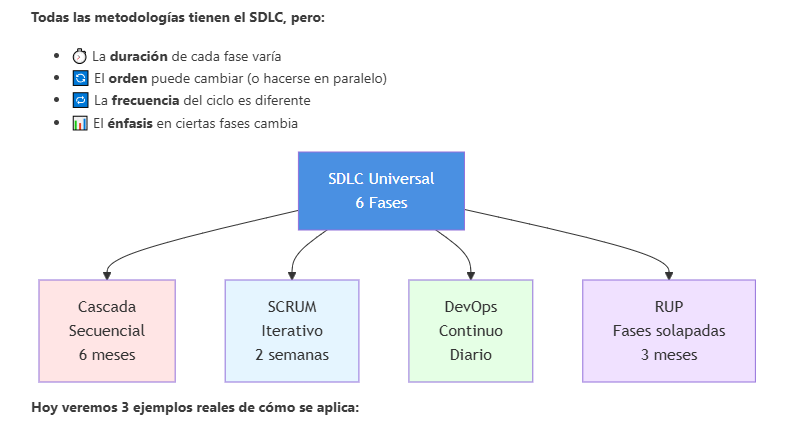 Todas las metodologías tienen el SDLC, pero:
La duración de cada fase varía
El orden puede cambiar (o hacerse en paralelo)
La frecuencia del ciclo es diferente
El énfasis en ciertas fases cambia
SDLC Universal
6 Fases
Cascada
Secuencial
6 meses
SCRUM
Iterativo
2 semanas
DevOps
Continuo
Diario
RUP
Fases solapadas
3 meses
Hoy veremos 3 ejemplos reales de cómo se aplica: